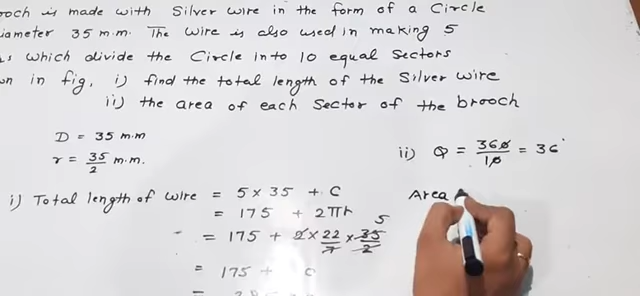 ooch is made with Silver wire in the form of a Circle
iameter 35 m.m. The wire is also used in making 5
s which divide the Circle into 10 equal Sectors
wn in fig, i) find the total length of the Silver wire
ii) the area of each Sector of the brooch
D = 35 m.m
r = 35/2 m.m.
i) Total length of wire = 5 × 35 + C
= 175 + 2πr
= 175 + 2 × 22/7 × 35/2 5
= 175 +
=
ii) Q = 360/10 = 36°
Area